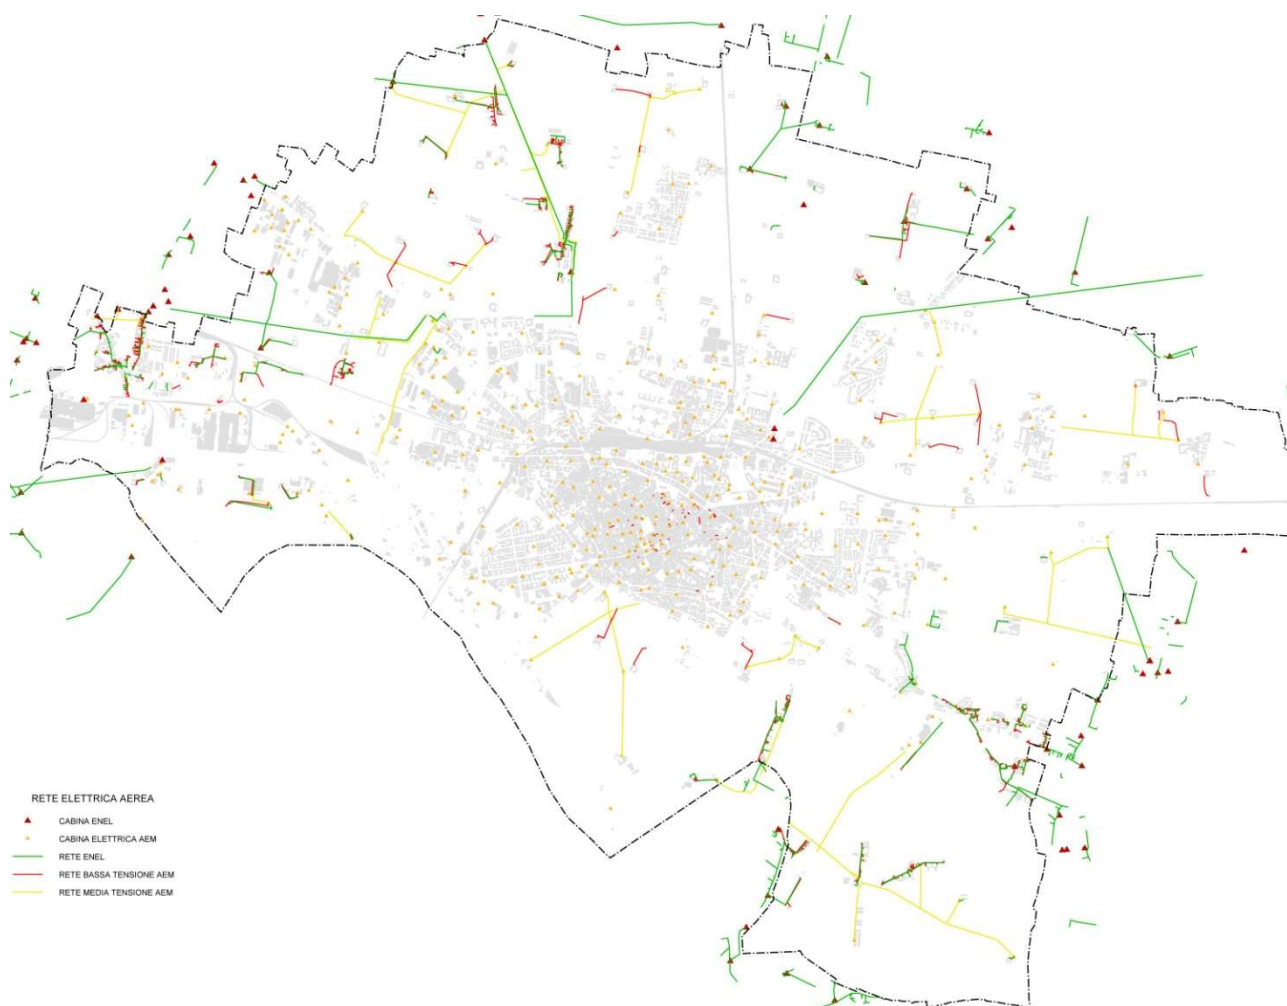 RETE ELETTRICA AEREA
CABINA ENEL
CABINA ELETTRICA AEM
RETE ENEL
RETE BASSA TENSIONE AEM
RETE MEDIA TENSIONE AEM